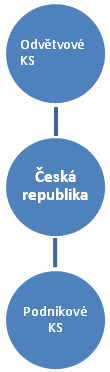 Odvětvové
KS
Česká
republika
Podnikové
KS